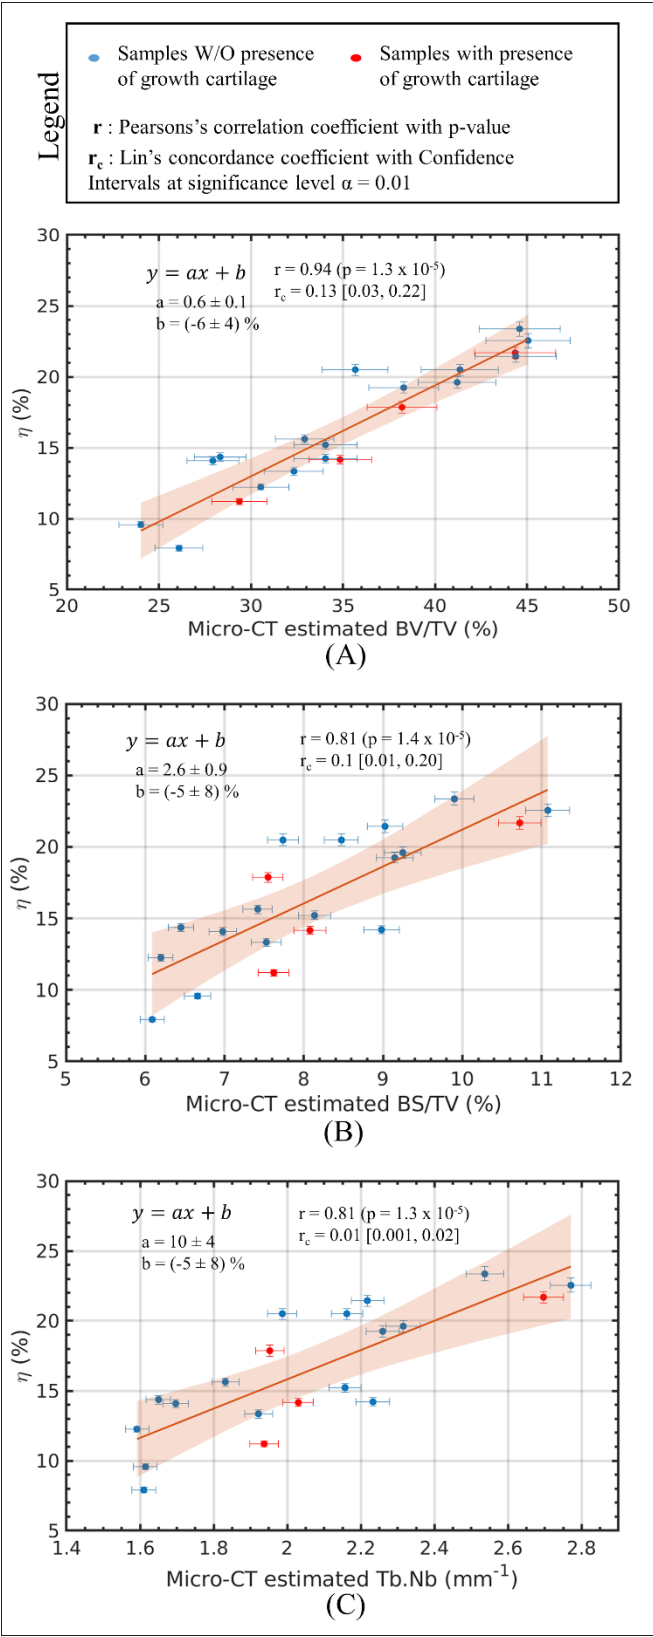 Legend
Samples W/O presence
of growth cartilage
Samples with presence
of growth cartilage
r : Pearsons's correlation coefficient with p-value
r_c : Lin's concordance coefficient with Confidence
Intervals at significance level α = 0.01
30
25
20
15
10
5
η (%)
y = ax + b
a = 0.6 ± 0.1
b = (-6 ± 4) %
r = 0.94 (p = 1.3 x 10⁻⁵)
r_c = 0.13 [0.03, 0.22]
20 25 30 35 40 45 50
Micro-CT estimated BV/TV (%)
(A)
30
25
20
15
10
5
η (%)
y = ax + b
a = 2.6 ± 0.9
b = (-5 ± 8) %
r = 0.81 (p = 1.4 x 10⁻⁵)
r_c = 0.1 [0.01, 0.20]
5 6 7 8 9 10 11 12
Micro-CT estimated BS/TV (%)
(B)
30
25
20
15
10
5
η (%)
y = ax + b
a = 10 ± 4
b = (-5 ± 8) %
r = 0.81 (p = 1.3 x 10⁻⁵)
r_c = 0.01 [0.001, 0.02]
1.4 1.6 1.8 2 2.2 2.4 2.6 2.8
Micro-CT estimated Tb.Nb (mm⁻¹)
(C)